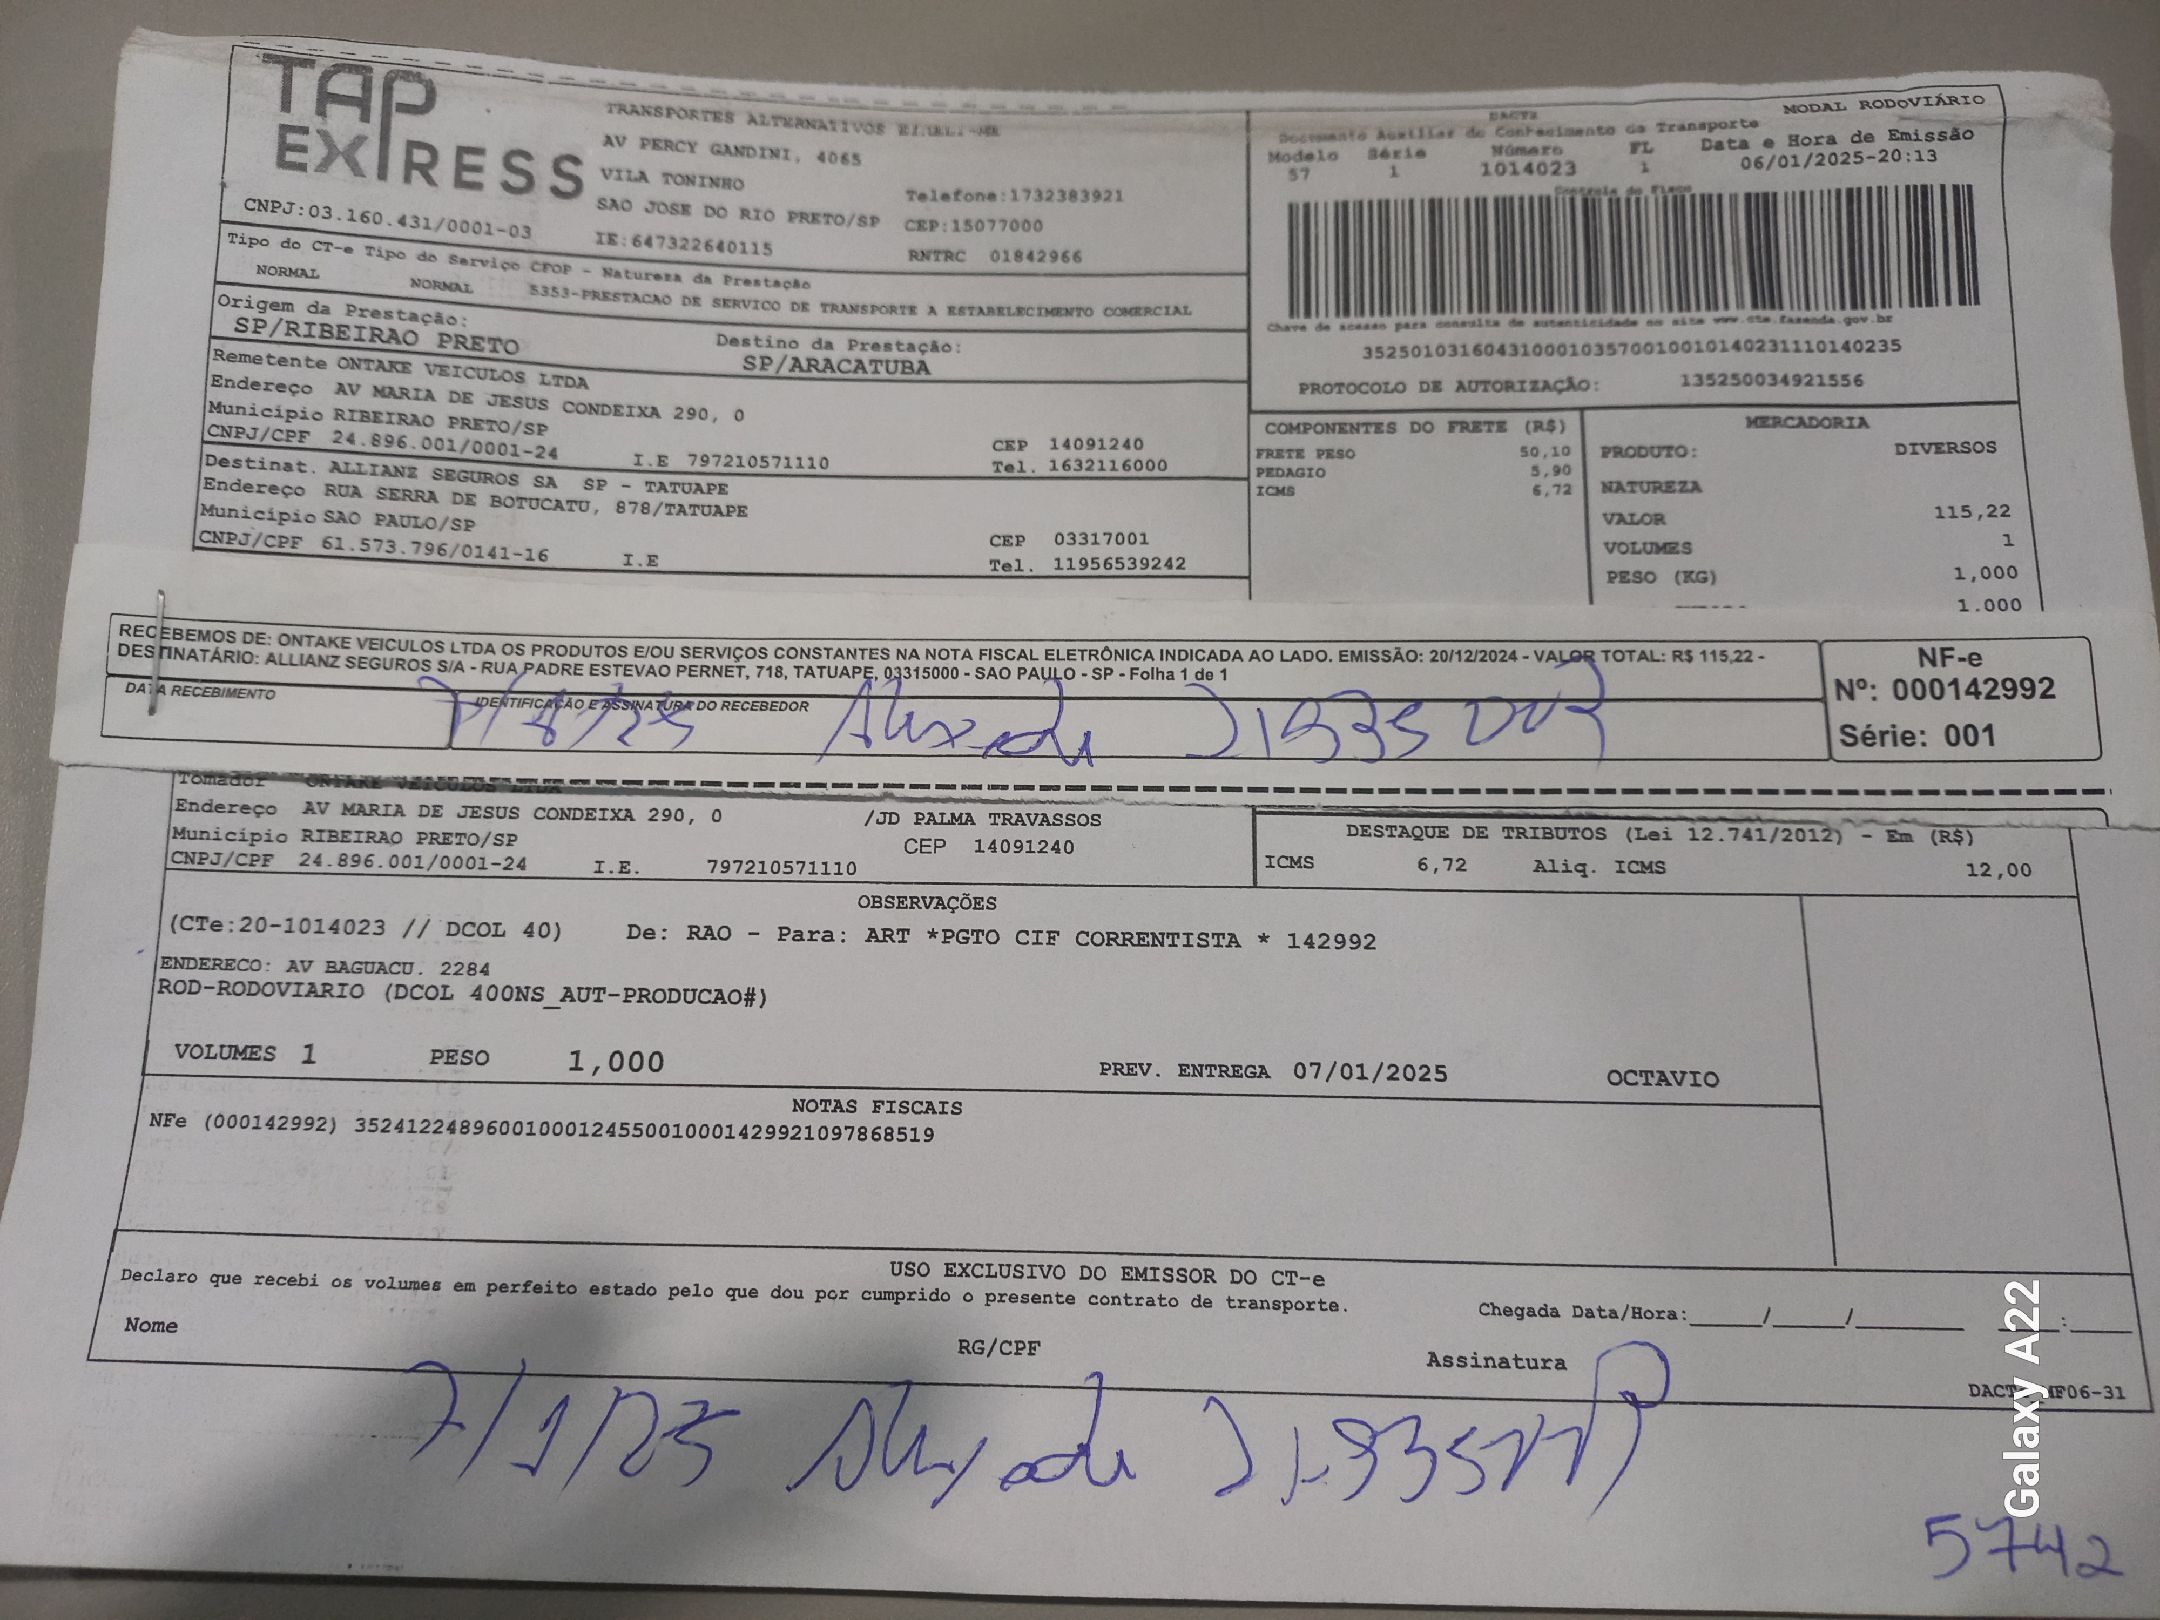 TAP
EXPRESS
CNPJ:03.160.431/0001-03
TRANSPORTES ALTERNATIVOS EIRELI-ME
AV PERCY GANDINI, 4065
VILA TONINHO
SAO JOSE DO RIO PRETO/SP
IE:647322640115
Telefone:1732383921
CEP:15077000
RNTRC 01842966
DACTE MODAL RODOVIÁRIO
Documento Auxiliar do Conhecimento de Transporte
Modelo Série Número FL Data e Hora de Emissão
57 1 1014023 1 06/01/2025-20:13
Controle do Fisco
Chave de acesso para consulta de autenticidade no site www.cte.fazenda.gov.br
35250103160431000103570010010140231110140235
PROTOCOLO DE AUTORIZAÇÃO: 135250034921556
Tipo do CT-e Tipo do Serviço CFOP - Natureza da Prestação
NORMAL NORMAL 5353-PRESTACAO DE SERVICO DE TRANSPORTE A ESTABELECIMENTO COMERCIAL
Origem da Prestação: Destino da Prestação:
SP/RIBEIRAO PRETO SP/ARACATUBA
Remetente ONTAKE VEICULOS LTDA
Endereço AV MARIA DE JESUS CONDEIXA 290, 0
Município RIBEIRAO PRETO/SP CEP 14091240
CNPJ/CPF 24.896.001/0001-24 I.E 797210571110 Tel. 1632116000
Destinat. ALLIANZ SEGUROS SA SP - TATUAPE
Endereço RUA SERRA DE BOTUCATU, 878/TATUAPE
Município SAO PAULO/SP CEP 03317001
CNPJ/CPF 61.573.796/0141-16 I.E Tel. 11956539242
COMPONENTES DO FRETE (R$)
FRETE PESO 50,10
PEDAGIO 5,90
ICMS 6,72
MERCADORIA
PRODUTO: DIVERSOS
NATUREZA
VALOR 115,22
VOLUMES 1
PESO (KG) 1,000
1.000
RECEBEMOS DE: ONTAKE VEICULOS LTDA OS PRODUTOS E/OU SERVIÇOS CONSTANTES NA NOTA FISCAL ELETRÔNICA INDICADA AO LADO. EMISSÃO: 20/12/2024 - VALOR TOTAL: R$ 115,22 -
DESTINATÁRIO: ALLIANZ SEGUROS S/A - RUA PADRE ESTEVAO PERNET, 718, TATUAPE, 03315000 - SAO PAULO - SP - Folha 1 de 1
DATA RECEBIMENTO IDENTIFICAÇÃO E ASSINATURA DO RECEBEDOR
NF-e
Nº: 000142992
Série: 001
Tomador ONTAKE VEICULOS LTDA
Endereço AV MARIA DE JESUS CONDEIXA 290, 0 /JD PALMA TRAVASSOS
Município RIBEIRAO PRETO/SP CEP 14091240
CNPJ/CPF 24.896.001/0001-24 I.E. 797210571110
DESTAQUE DE TRIBUTOS (Lei 12.741/2012) - Em (R$)
ICMS 6,72 Aliq. ICMS 12,00
OBSERVAÇÕES
(CTe:20-1014023 // DCOL 40) De: RAO - Para: ART *PGTO CIF CORRENTISTA * 142992
ENDERECO: AV BAGUACU. 2284
ROD-RODOVIARIO (DCOL 400NS_AUT-PRODUCAO#)
VOLUMES 1 PESO 1,000 PREV. ENTREGA 07/01/2025 OCTAVIO
NOTAS FISCAIS
NFe (000142992) 35241224896001000124550010001429921097868519
USO EXCLUSIVO DO EMISSOR DO CT-e
Declaro que recebi os volumes em perfeito estado pelo que dou por cumprido o presente contrato de transporte.
Chegada Data/Hora:_____/_____/________ ____:____
Nome RG/CPF Assinatura
7/1/25
5742
Galaxy A22